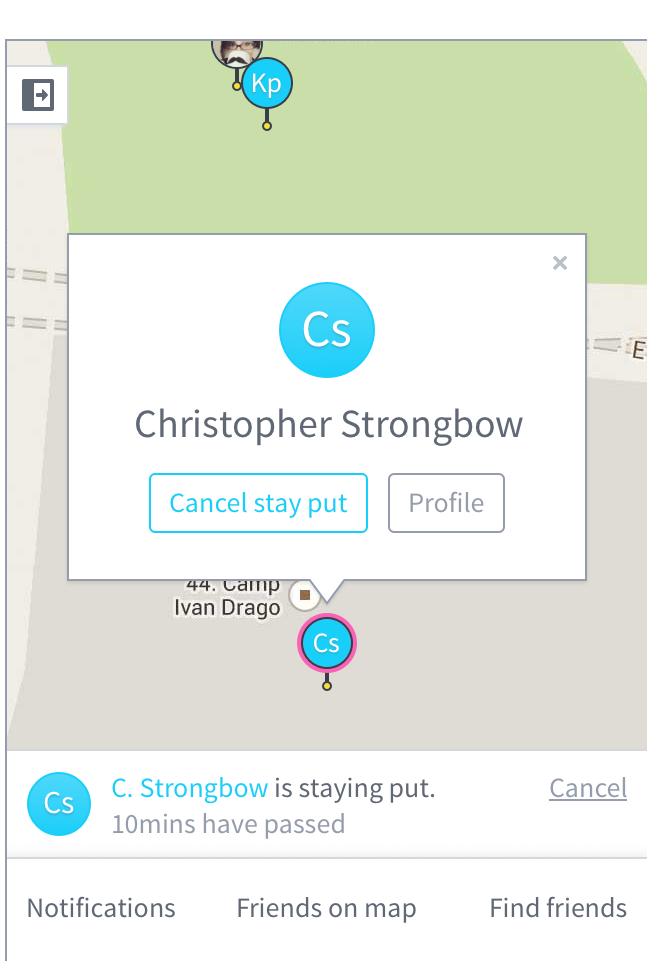 Kp
×
Cs
Christopher Strongbow
Cancel stay put
Profile
E
44. Camp
Ivan Drago
Cs
Cs
C. Strongbow is staying put.
Cancel
10mins have passed
Notifications
Friends on map
Find friends